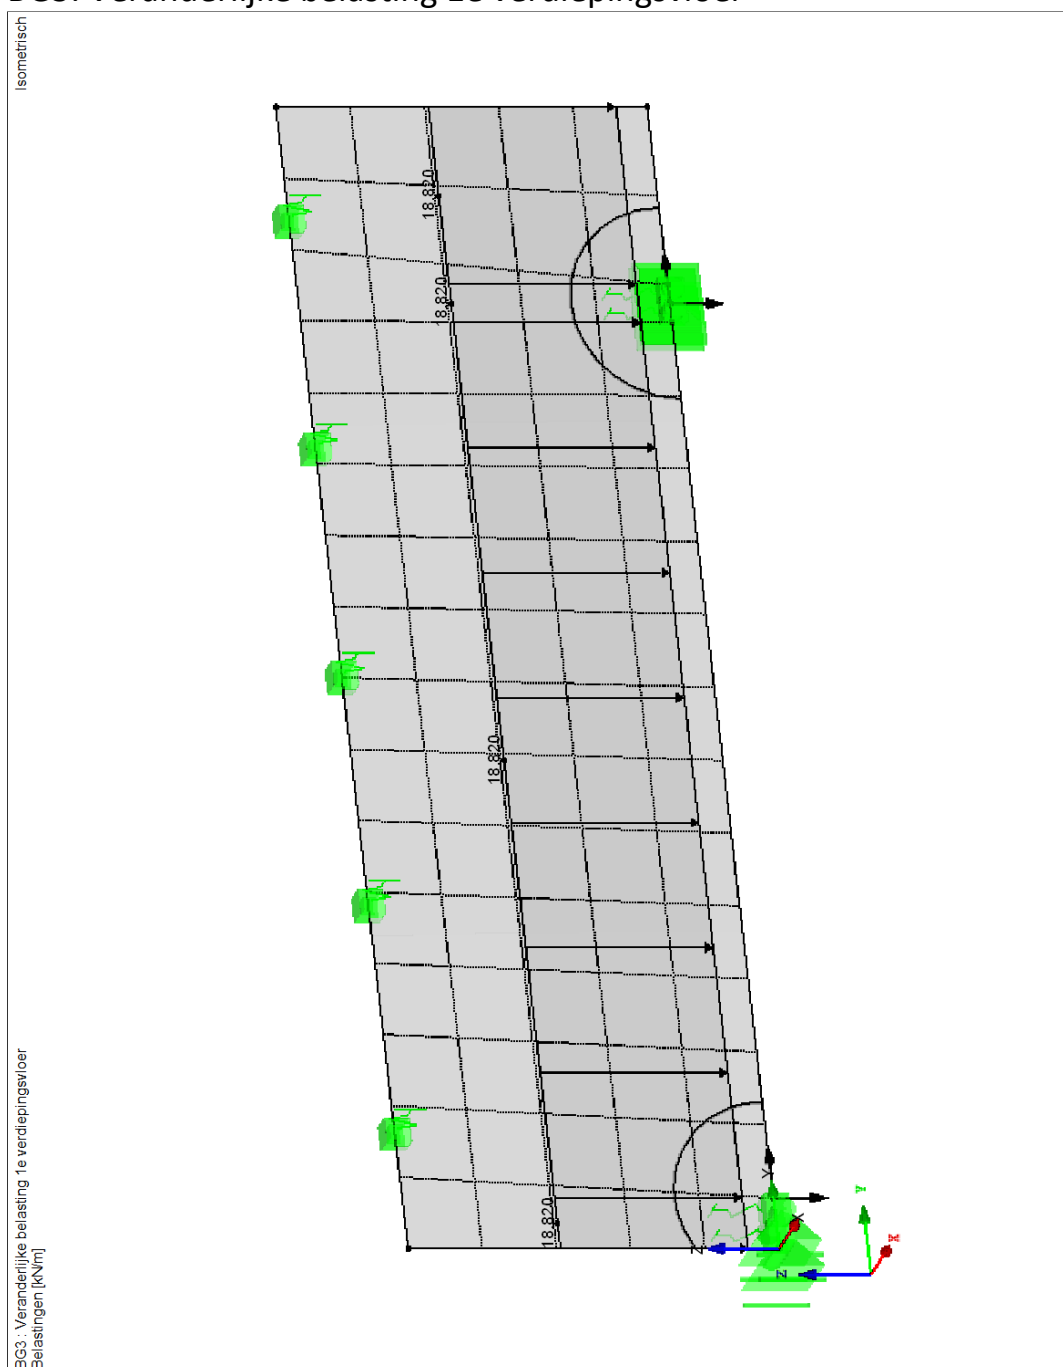 Isometrisch
18.820
18.820
18.820
18.820
Y
X
Z
Y
X
Z
BG3 : Veranderlijke belasting 1e verdiepingsvloer
Belastingen [kN/m]